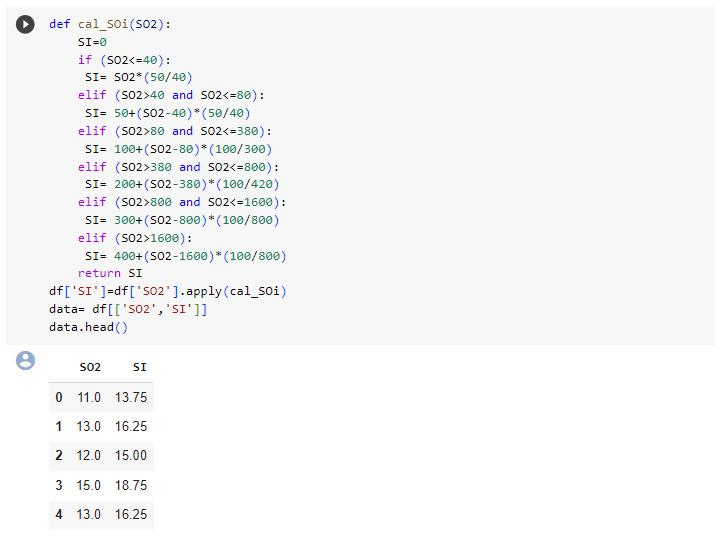 def cal_SOi(SO2):
    SI=0
    if (SO2<=40):
     SI= SO2*(50/40)
    elif (SO2>40 and SO2<=80):
     SI= 50+(SO2-40)*(50/40)
    elif (SO2>80 and SO2<=380):
     SI= 100+(SO2-80)*(100/300)
    elif (SO2>380 and SO2<=800):
     SI= 200+(SO2-380)*(100/420)
    elif (SO2>800 and SO2<=1600):
     SI= 300+(SO2-800)*(100/800)
    elif (SO2>1600):
     SI= 400+(SO2-1600)*(100/800)
    return SI
df['SI']=df['SO2'].apply(cal_SOi)
data= df[['SO2','SI']]
data.head()
SO2 SI
0 11.0 13.75
1 13.0 16.25
2 12.0 15.00
3 15.0 18.75
4 13.0 16.25